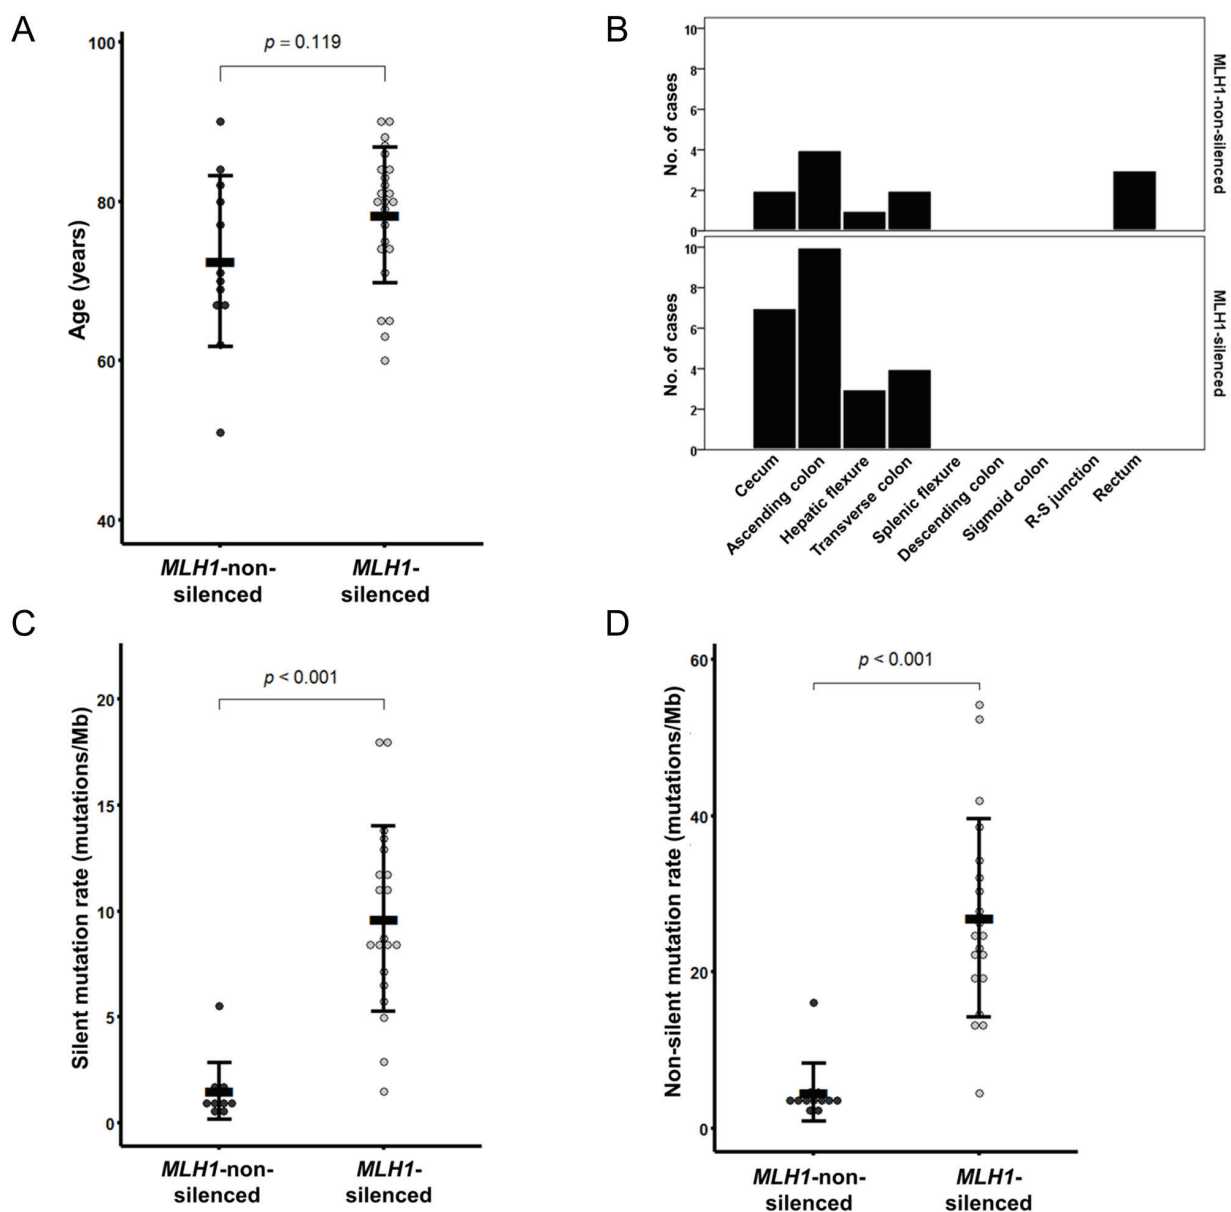 A
100
80
60
40
Age (years)
p = 0.119
MLH1-non-
silenced
MLH1-
silenced
B
10
8
6
4
2
0
No. of cases
MLH1-non-silenced
10
8
6
4
2
0
No. of cases
MLH1-silenced
Cecum
Ascending colon
Hepatic flexure
Transverse colon
Splenic flexure
Descending colon
Sigmoid colon
R-S junction
Rectum
C
20
15
10
5
0
Silent mutation rate (mutations/Mb)
p < 0.001
MLH1-non-
silenced
MLH1-
silenced
D
60
40
20
0
Non-silent mutation rate (mutations/Mb)
p < 0.001
MLH1-non-
silenced
MLH1-
silenced